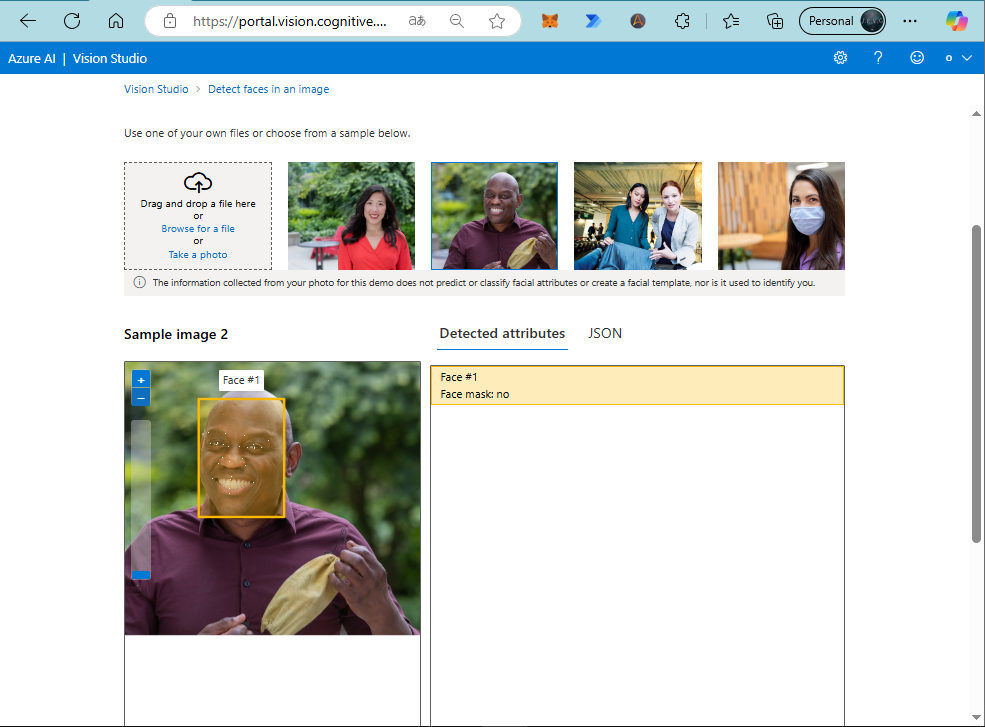 https://portal.vision.cognitive....
Personal
Azure AI | Vision Studio
Vision Studio > Detect faces in an image
Use one of your own files or choose from a sample below.
Drag and drop a file here
or
Browse for a file
or
Take a photo
The information collected from your photo for this demo does not predict or classify facial attributes or create a facial template, nor is it used to identify you.
Sample image 2
Detected attributes JSON
+
−
Face #1
Face #1
Face mask: no